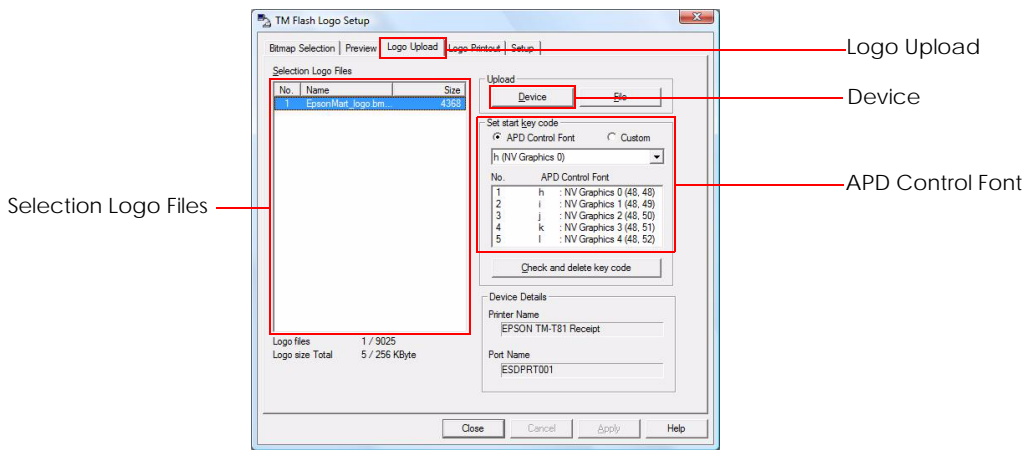 TM Flash Logo Setup
Bitmap Selection Preview Logo Upload Logo Printout Setup
Logo Upload
Selection Logo Files
No. Name Size
1 EpsonMart_logo.bm... 4368
Upload
Device File
Device
Set start key code
APD Control Font Custom
h (NV Graphics 0)
No. APD Control Font
1 h : NV Graphics 0 (48, 48)
2 i : NV Graphics 1 (48, 49)
3 j : NV Graphics 2 (48, 50)
4 k : NV Graphics 3 (48, 51)
5 l : NV Graphics 4 (48, 52)
APD Control Font
Selection Logo Files
Check and delete key code
Device Details
Printer Name
EPSON TM-T81 Receipt
Port Name
ESDPRT001
Logo files 1 / 9025
Logo size Total 5 / 256 KByte
Close Cancel Apply Help